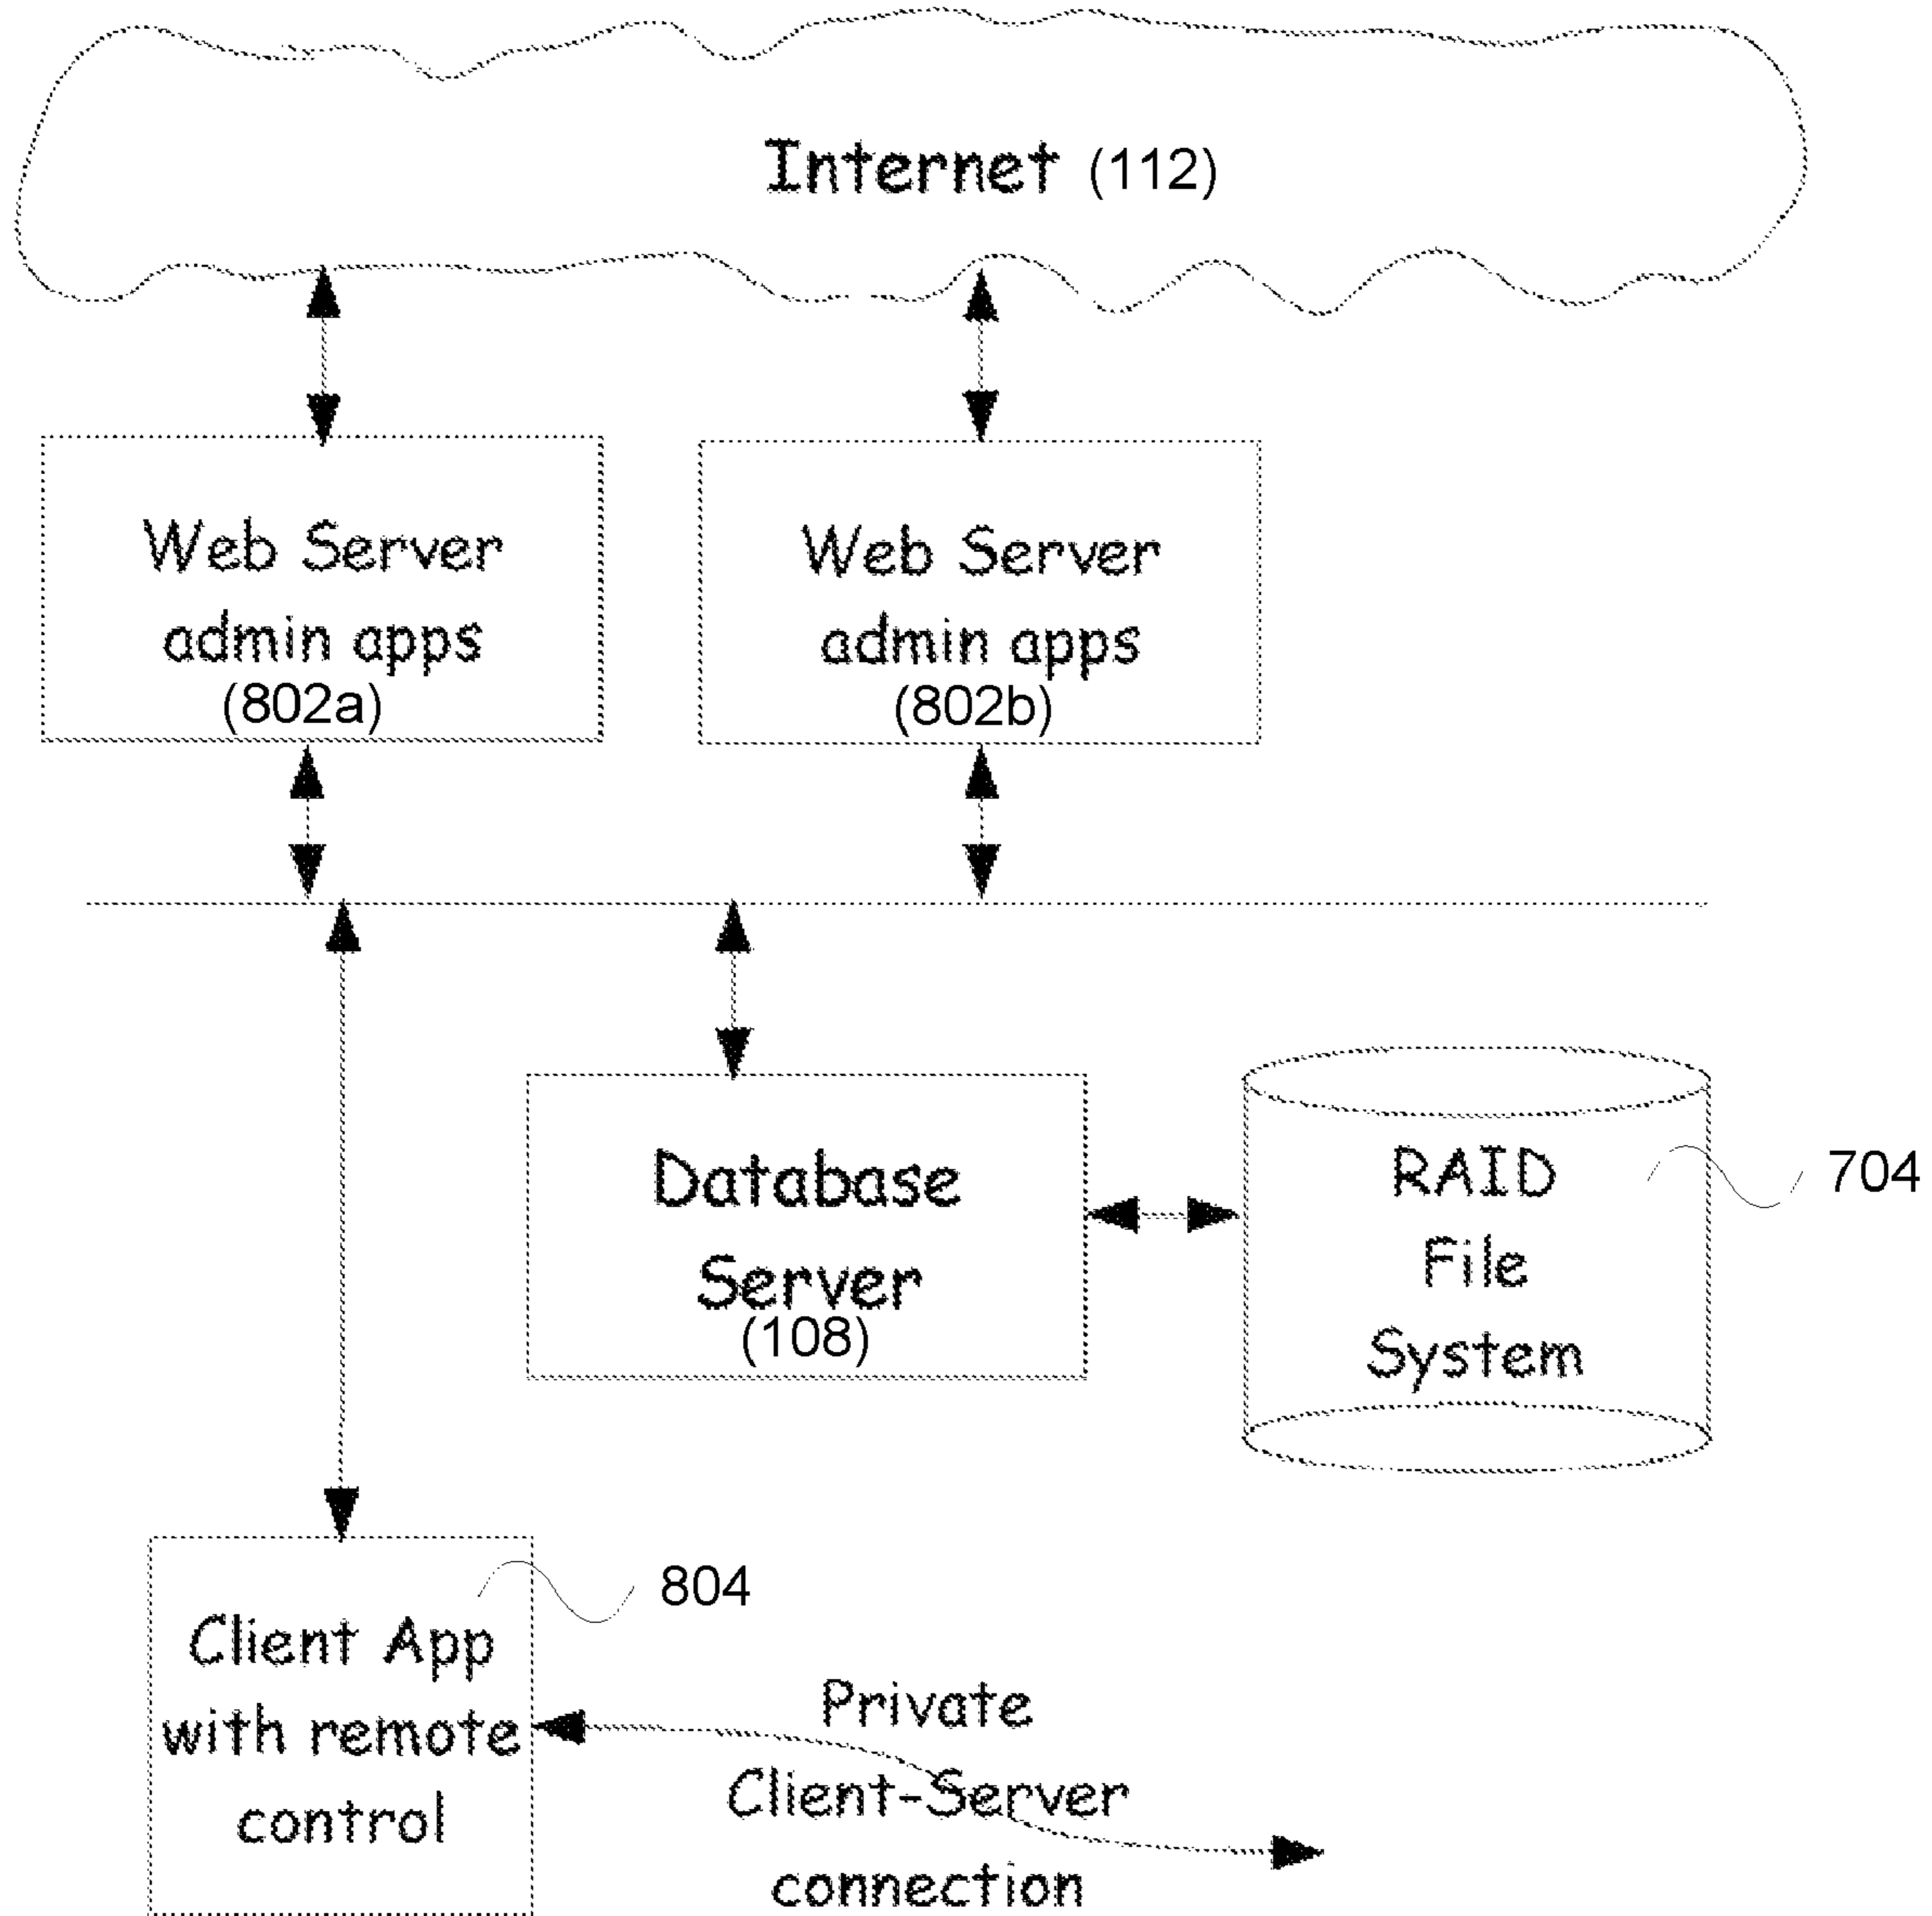 Internet (112)
Web Server
admin apps
(802a)
Web Server
admin apps
(802b)
Database
Server
(108)
RAID
File
System
704
804
Client App
with remote
control
Private
Client-Server
connection